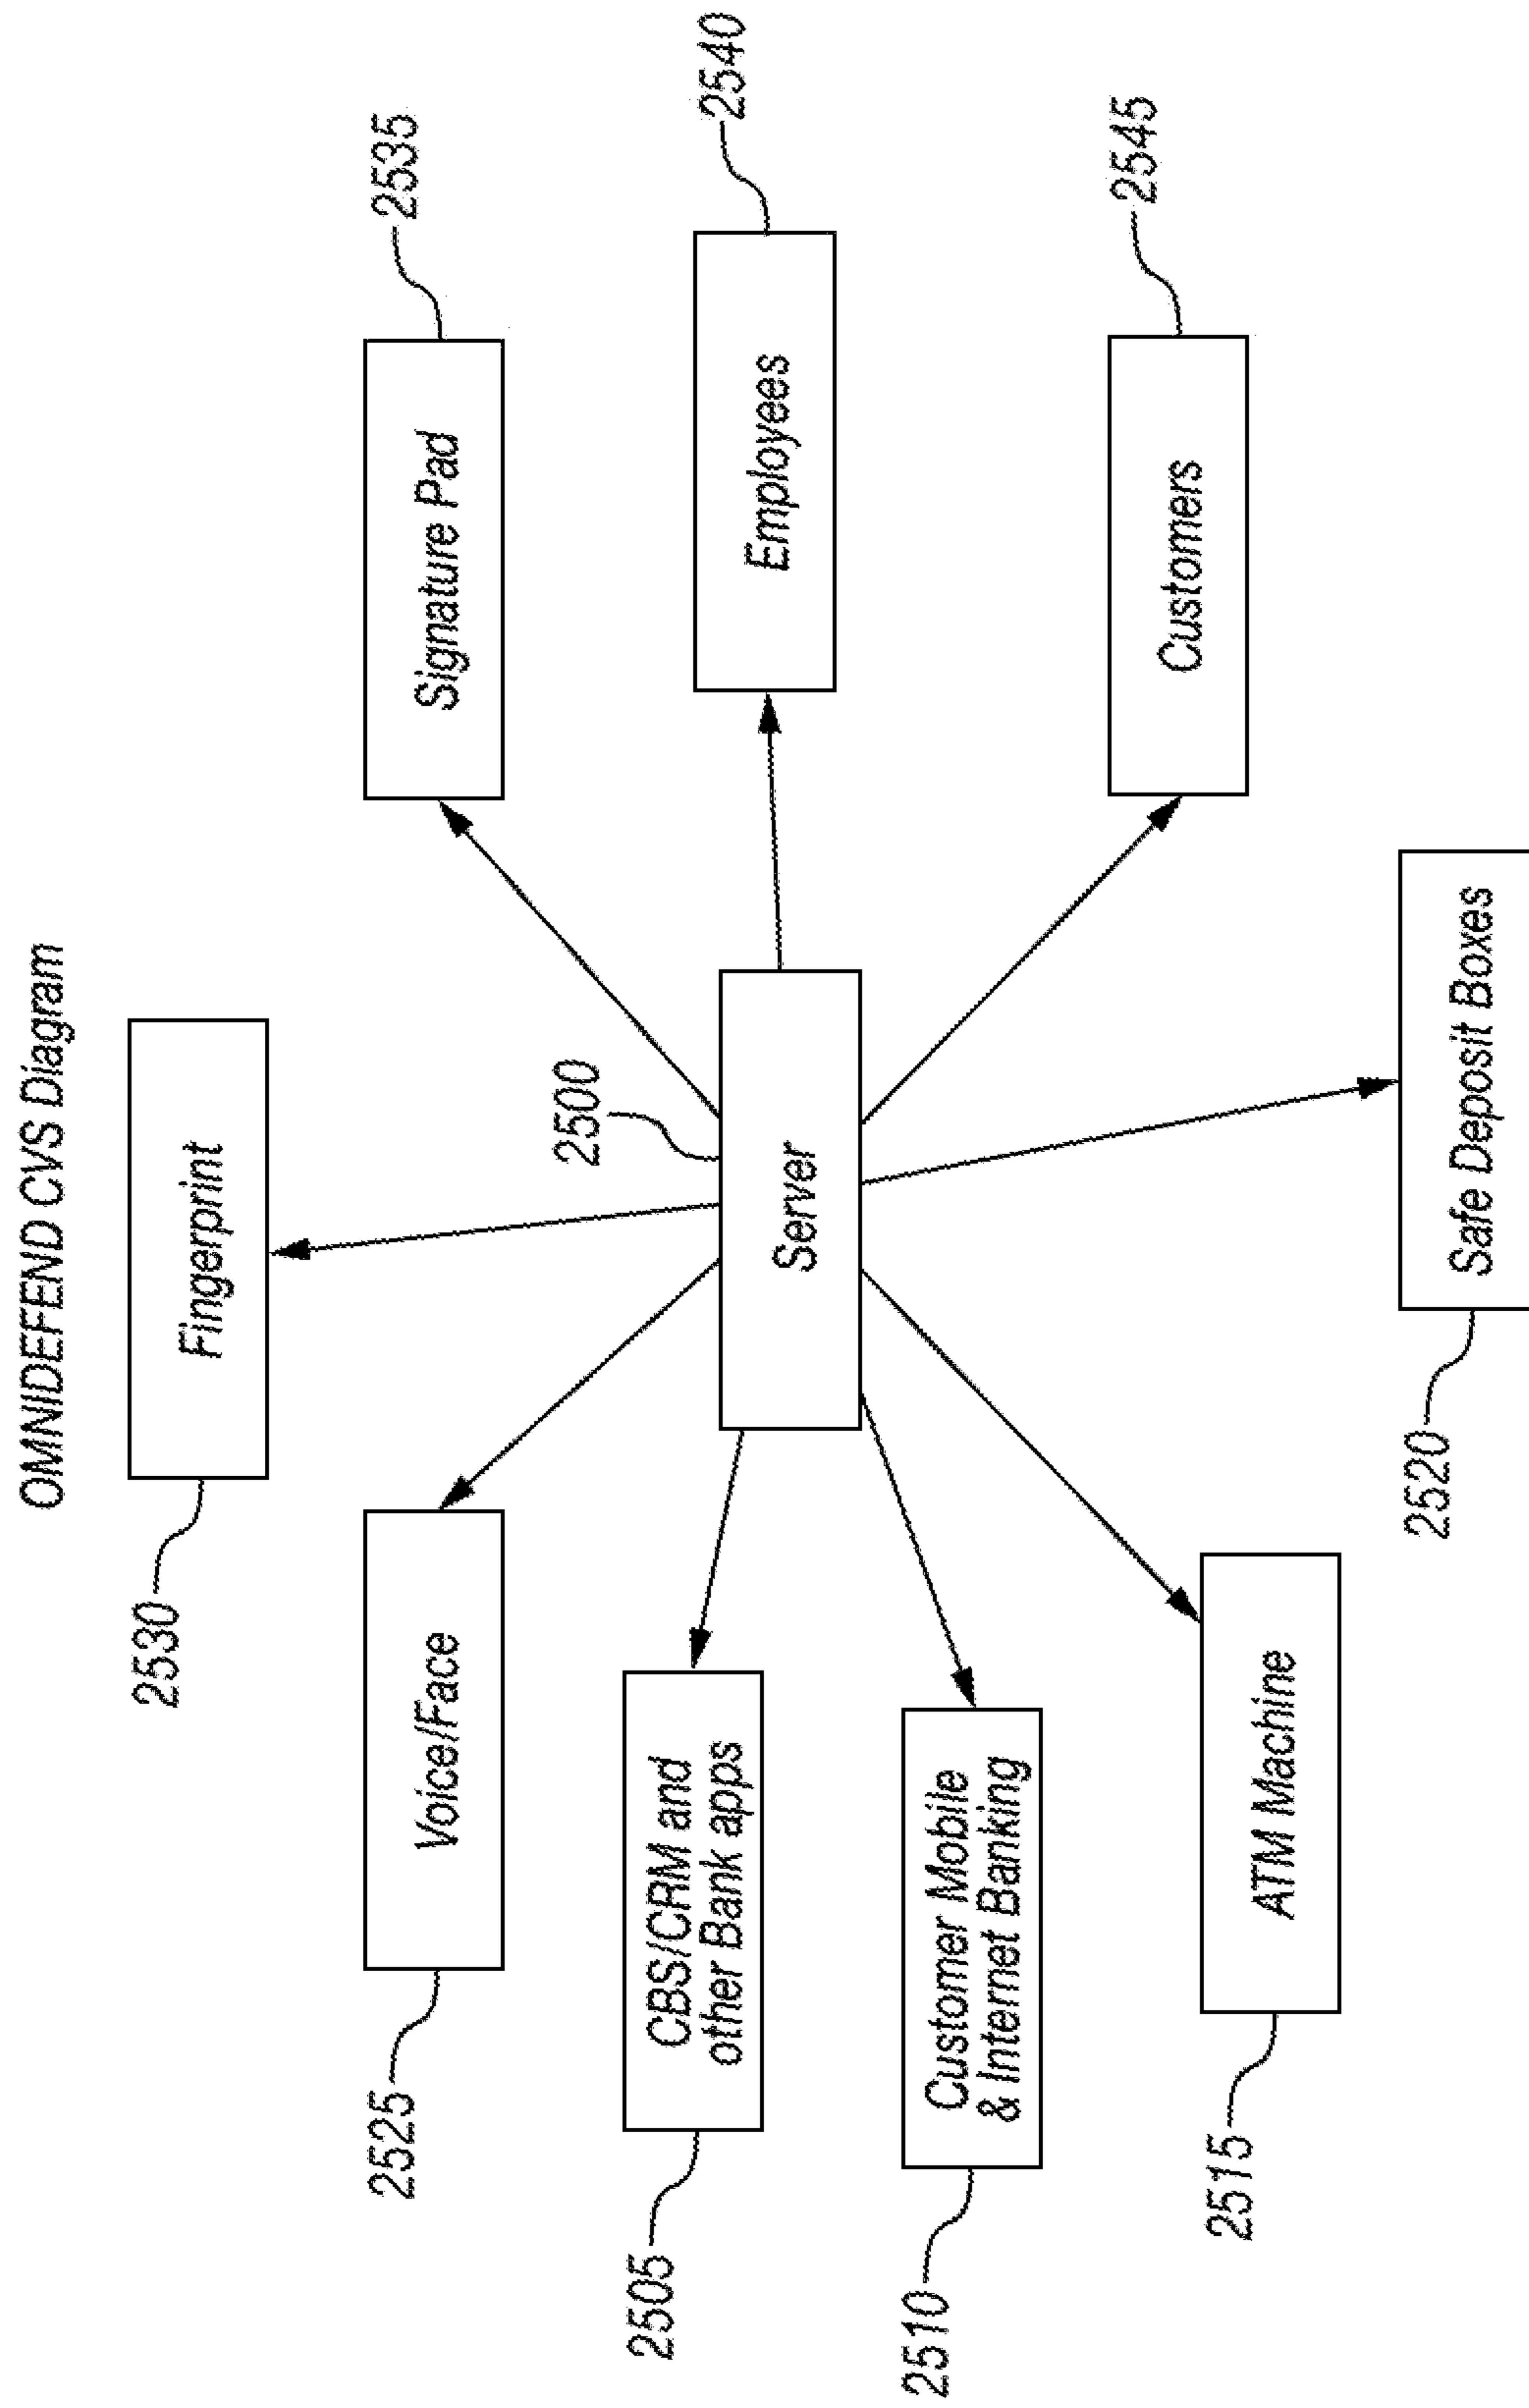 OMNIDEFEND CVS Diagram
2530
Fingerprint
2525
Voice/Face
Signature Pad
2535
2505
CBS/CRM and
other Bank apps
2500
Server
Employees
2540
2510
Customer Mobile
& Internet Banking
2515
ATM Machine
Customers
2545
2520
Safe Deposit Boxes